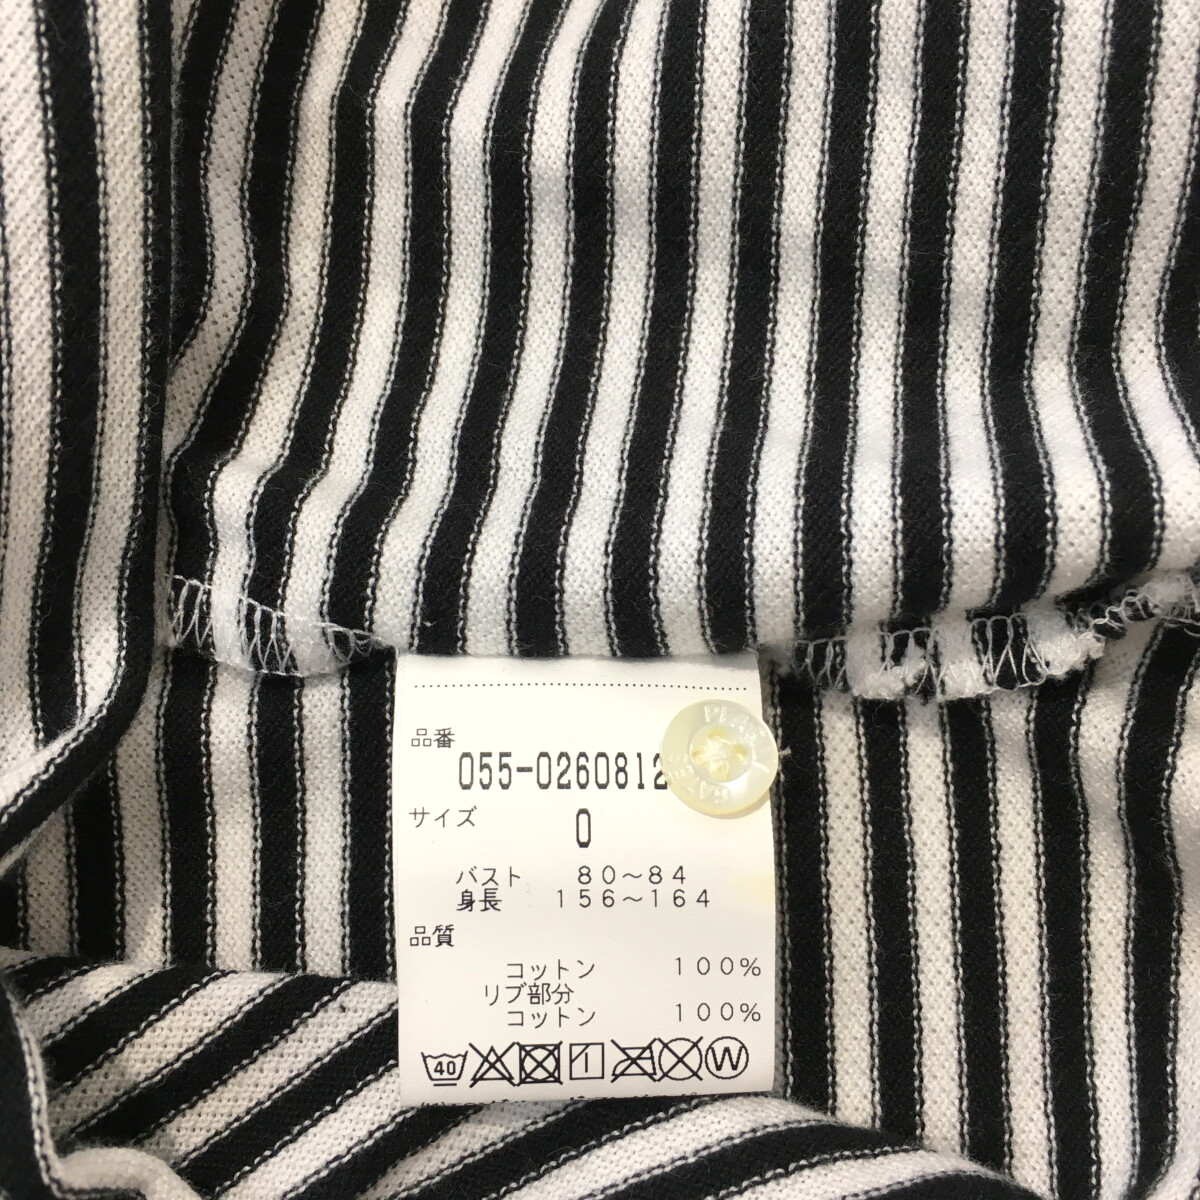 品番
055-0260812
サイズ
0
バスト 80～84
身長 156～164
品質
コットン 100%
リブ部分
コットン 100%
40 1 W